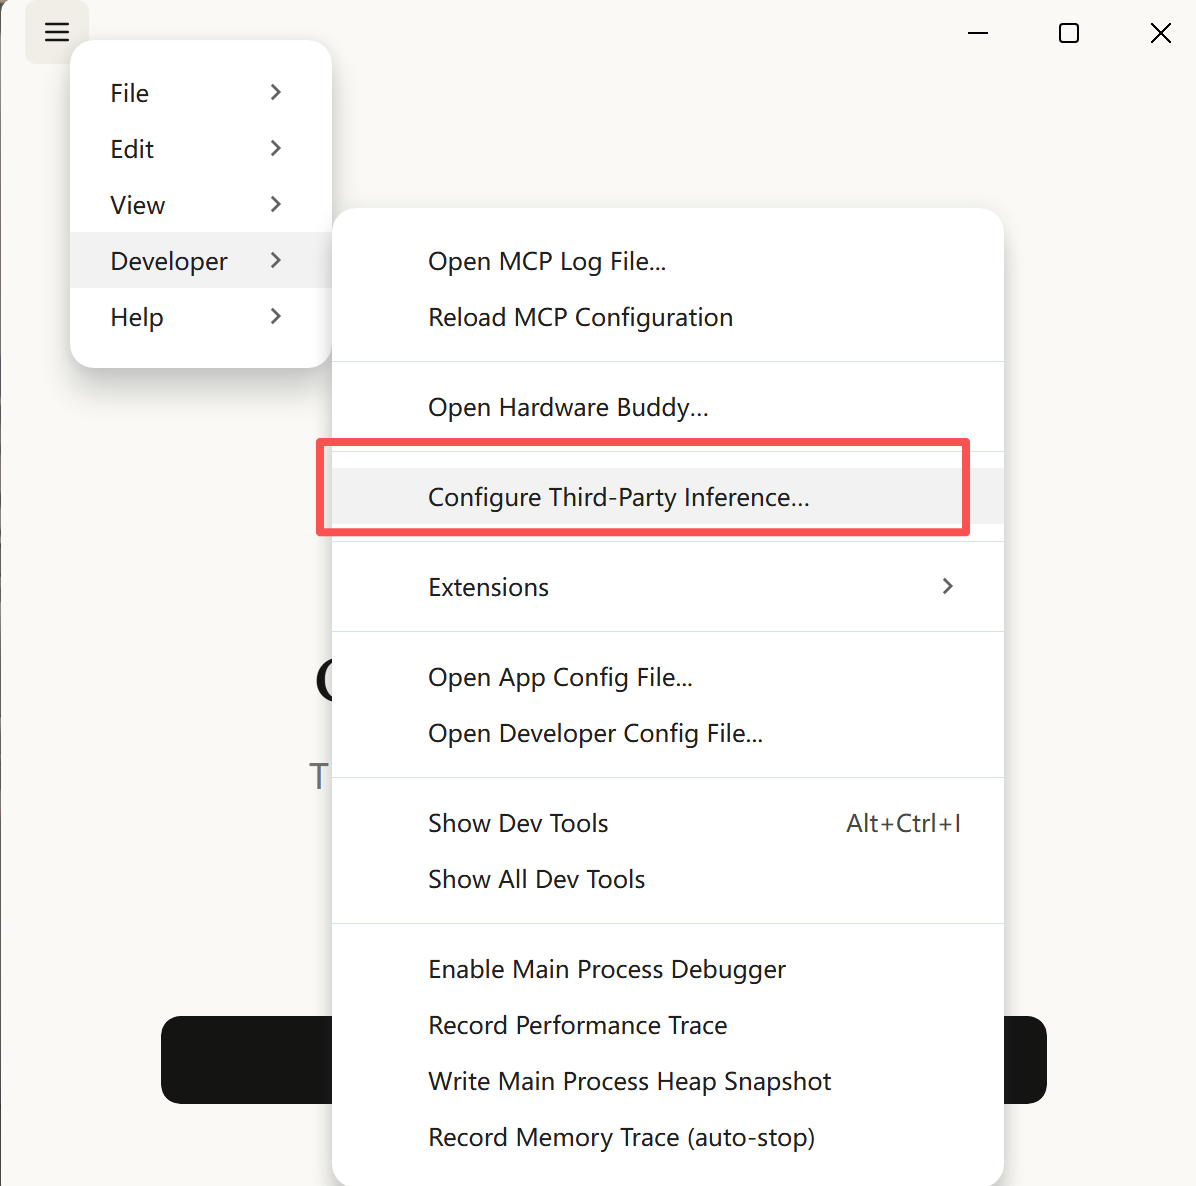 File
Edit
View
Developer
Help
Open MCP Log File...
Reload MCP Configuration
Open Hardware Buddy...
Configure Third-Party Inference...
Extensions
Open App Config File...
Open Developer Config File...
Show Dev Tools Alt+Ctrl+I
Show All Dev Tools
Enable Main Process Debugger
Record Performance Trace
Write Main Process Heap Snapshot
Record Memory Trace (auto-stop)